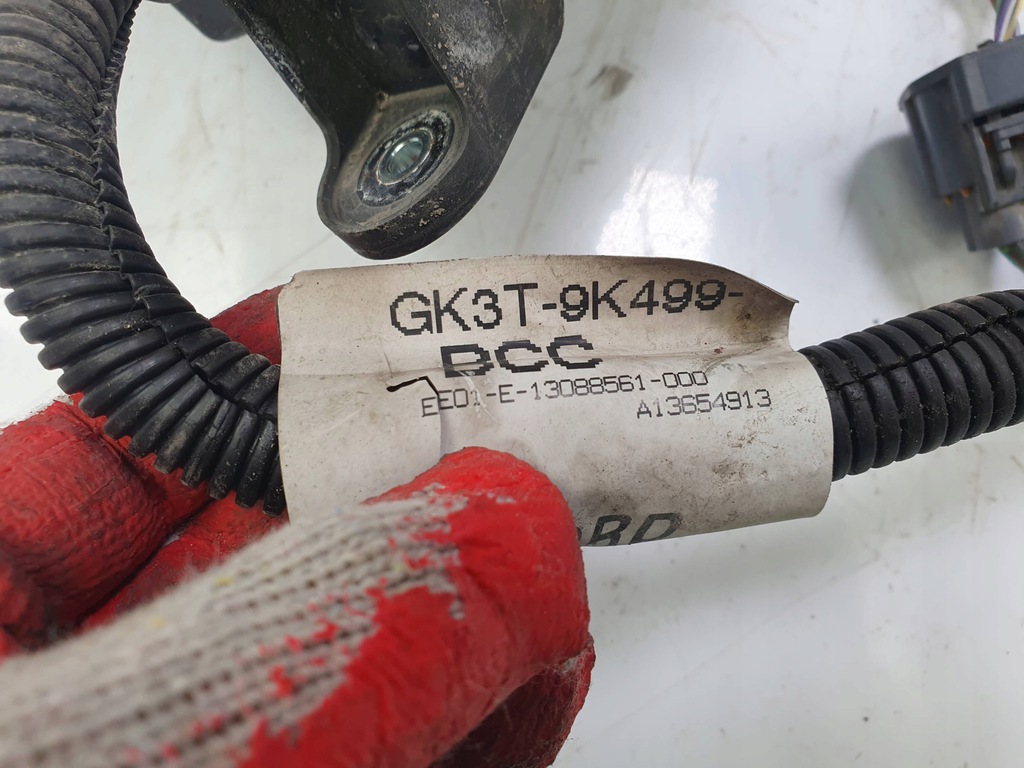 GK3T-9K499-
BCC
EE01-E-13088561-000
A13654913